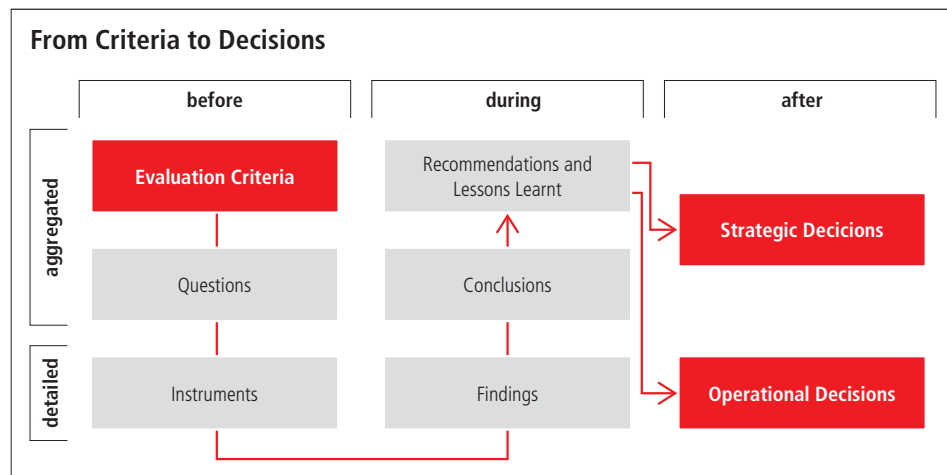 From Criteria to Decisions
before
during
after
aggregated
detailed
Evaluation Criteria
Questions
Instruments
Recommendations and
Lessons Learnt
Conclusions
Findings
Strategic Decicions
Operational Decisions